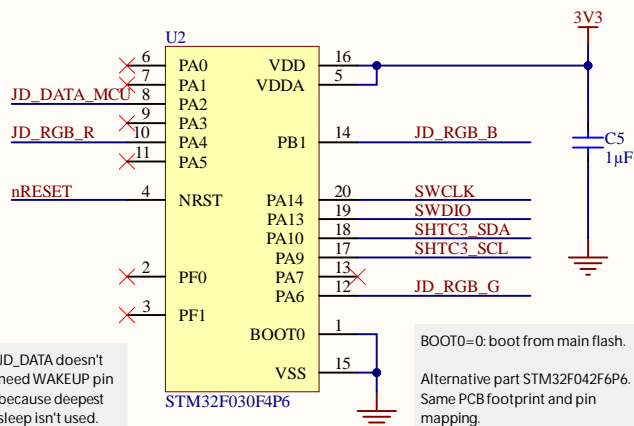 3V3
U2
6 PA0 VDD 16
7 PA1 VDDA 5
JD_DATA_MCU 8 PA2
9 PA3
JD_RGB_R 10 PA4 PB1 14 JD_RGB_B
11 PA5
C5
1µF
nRESET 4 NRST PA14 20 SWCLK
PA13 19 SWDIO
PA10 18 SHTC3_SDA
PA9 17 SHTC3_SCL
2 PF0 PA7 13
PA6 12 JD_RGB_G
3 PF1
BOOT0 1
VSS 15
STM32F030F4P6
JD_DATA doesn't
need WAKEUP pin
because deepest
sleep isn't used.
BOOT0=0: boot from main flash.
Alternative part STM32F042F6P6.
Same PCB footprint and pin
mapping.